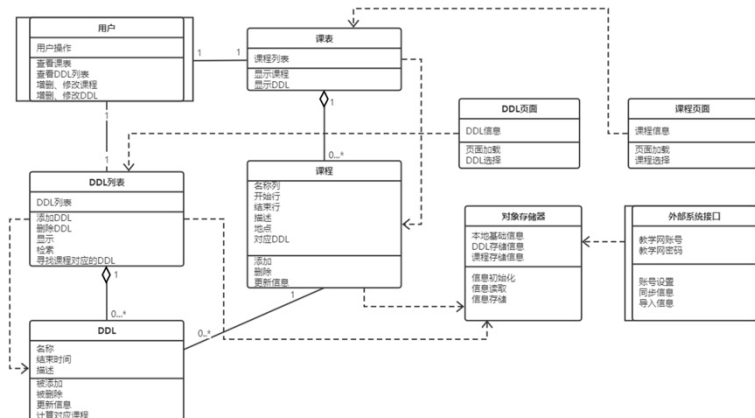 用户
用户操作
查看课表
查看DDL列表
增删、修改课程
增删、修改DDL
1
1
课表
课程列表
显示课程
显示DDL
1
0...*
1
1
DDL页面
DDL信息
页面加载
DDL选择
课程页面
课程信息
页面加载
课程选择
DDL列表
DDL列表
添加DDL
删除DDL
显示
检索
寻找课程对应的DDL
1
0...*
课程
名称列
开始行
结束行
描述
地点
对应DDL
添加
删除
更新信息
1
0..*
对象存储器
本地基础信息
DDL存储信息
课程存储信息
信息初始化
信息读取
信息存储
外部系统接口
教学网账号
教学网密码
账号设置
同步信息
导入信息
DDL
名称
结束时间
描述
被添加
被删除
更新信息
计算对应课程